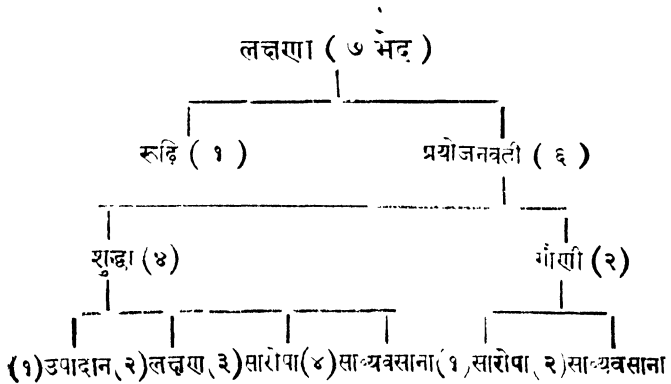 लक्षणा ( ७ भेद )
रूढ़ि ( १ ) प्रयोजनवती ( ६ )
शुद्धा (४) गौणी (२)
(१) उपादान (२) लक्षण (३) सारोपा (४) साध्यवसाना (१) सारोपा (२) साध्यवसाना